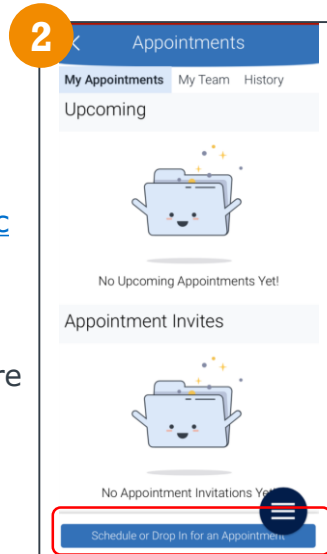 2
Appointments
My Appointments My Team History
Upcoming
c
No Upcoming Appointments Yet!
Appointment Invites
re
No Appointment Invitations
Schedule or Drop In for an Appointment